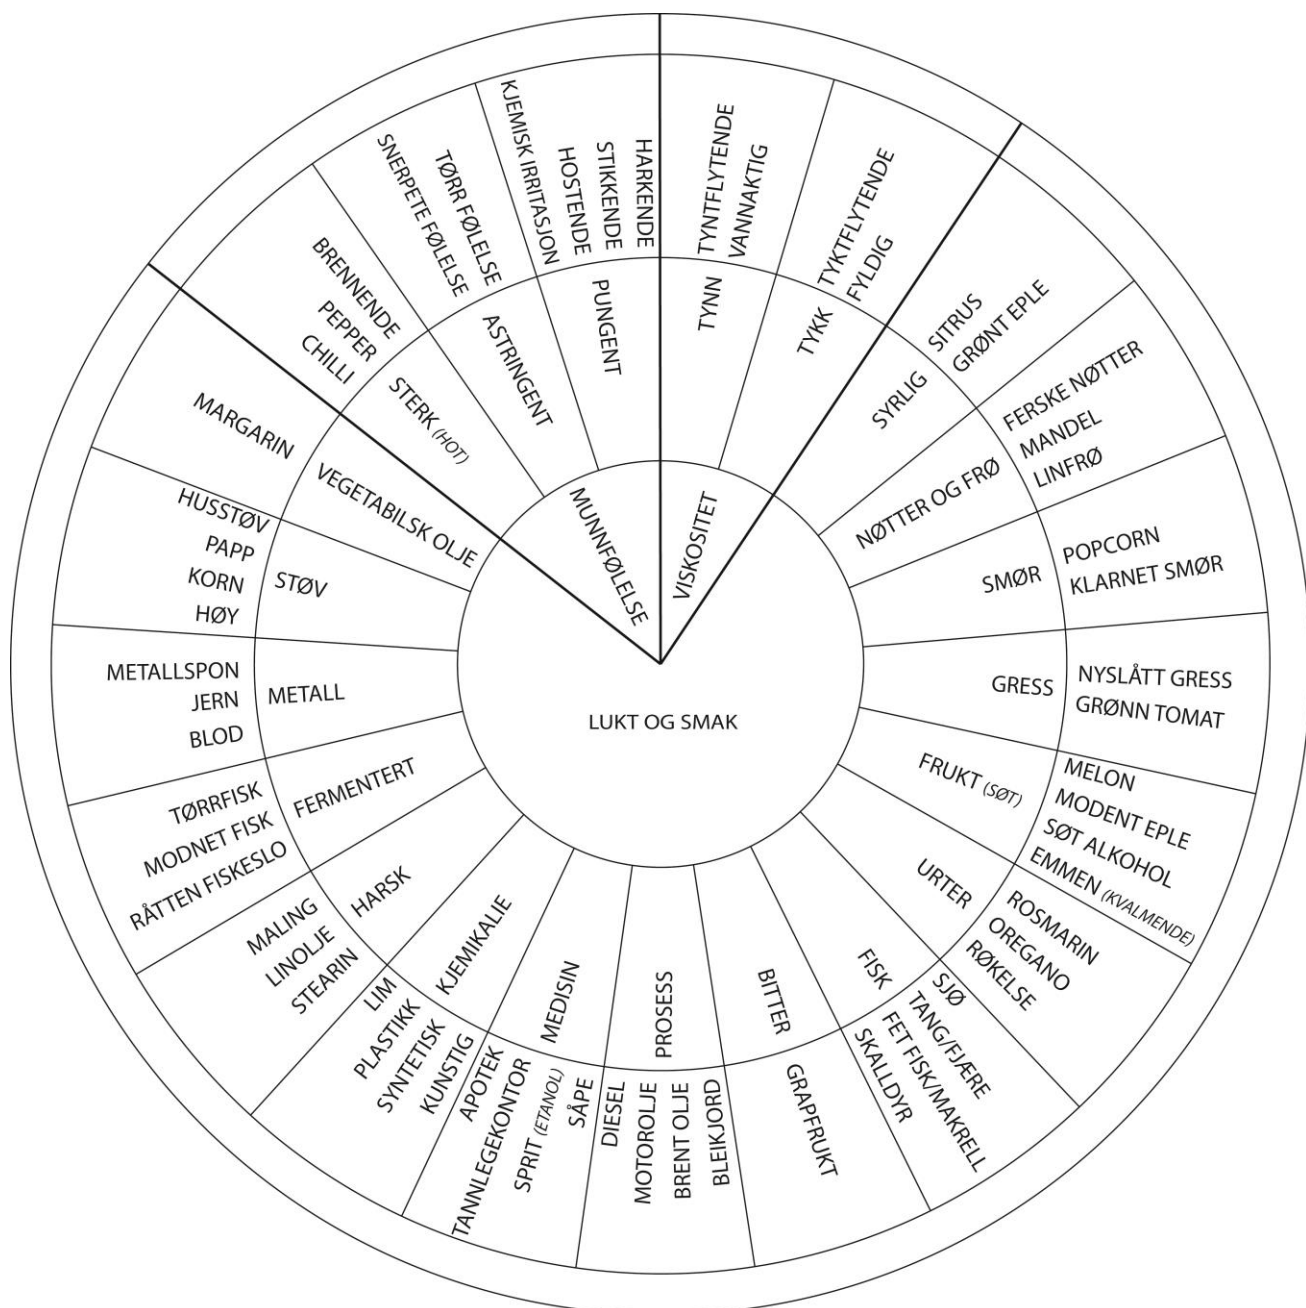 VISKOSITET
TYNN
TYNTFLYTENDE
VANNAKTIG
TYKK
TYKTFLYTENDE
FYLDIG
LUKT OG SMAK
SYRLIG
SITRUS
GRØNT EPLE
NØTTER OG FRØ
FERSKE NØTTER
MANDEL
LINFRØ
SMØR
POPCORN
KLARNET SMØR
GRESS
NYSLÅTT GRESS
GRØNN TOMAT
FRUKT (SØT)
MELON
MODENT EPLE
SØT ALKOHOL
EMMEN (KVALMENDE)
URTER
ROSMARIN
OREGANO
RØKELSE
FISK
SJØ
TANG/FJÆRE
FET FISK/MAKRELL
SKALLDYR
BITTER
GRAPFRUKT
PROSESS
DIESEL
MOTOROLJE
BRENT OLJE
BLEIKJORD
MEDISIN
APOTEK
TANNLEGEKONTOR
SPRIT (ETANOL)
SÅPE
KJEMIKALIE
LIM
PLASTIKK
SYNTETISK
KUNSTIG
HARSK
MALING
LINOLJE
STEARIN
FERMENTERT
TØRRFISK
MODNET FISK
RÅTTEN FISKESLO
METALL
METALLSPON
JERN
BLOD
STØV
HUSSTØV
PAPP
KORN
HØY
VEGETABILSK OLJE
MARGARIN
MUNNFØLELSE
STERK (HOT)
BRENNENDE
PEPPER
CHILLI
ASTRINGENT
SNERPETE FØLELSE
TØRR FØLELSE
PUNGENT
KJEMISK IRRITASJON
HOSTENDE
STIKKENDE
HARKENDE